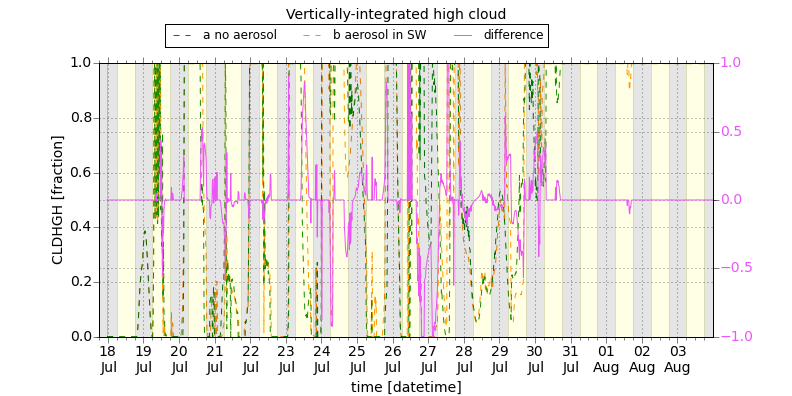 Vertically-integrated high cloud
a no aerosol b aerosol in SW difference
1.0 1.0
0.8 0.5
0.6
0.0
0.4
0.2 −0.5
0.0 −1.0
CLDHGH [fraction]
18 19 20 21 22 23 24 25 26 27 28 29 30 31 01 02 03
Jul Jul Jul Jul Jul Jul Jul Jul Jul Jul Jul Jul Jul Jul Aug Aug Aug
time [datetime]